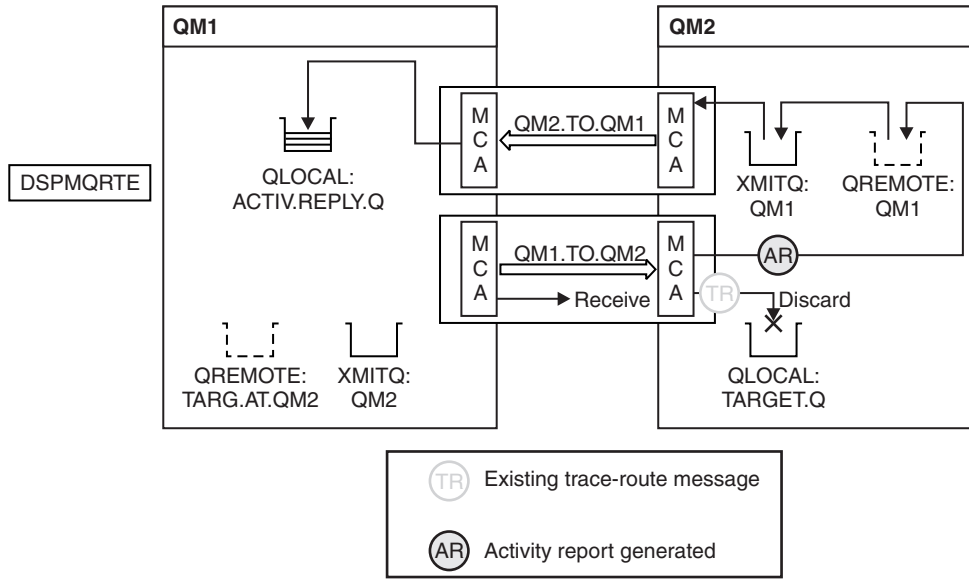 QM1
QM2
M
C
A
QM2.TO.QM1
M
C
A
DSPMQRTE
QLOCAL:
ACTIV.REPLY.Q
XMITQ:
QM1
QREMOTE:
QM1
M
C
A
QM1.TO.QM2
Receive
M
C
A
AR
TR
Discard
QREMOTE:
TARG.AT.QM2
XMITQ:
QM2
QLOCAL:
TARGET.Q
TR
Existing trace-route message
AR
Activity report generated